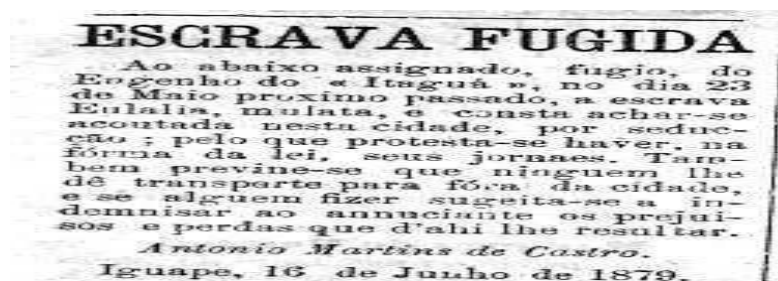 ESCRAVA FUGIDA
Ao abaixo assignado, fugio, do
Engenho do « Itaguá », no dia 23
de Maio proximo passado, a escrava
Eulalia, mulata, e consta achar-se
acoutada nesta cidade, por seduc-
ção ; pelo que protesta-se haver, na
fórma da lei, seus jornaes. Tam-
bem previne-se que ninguem lhe
dê transporte para fóra da cidade,
e se alguem fizer sugeita-se a in-
demnisar ao annunciante os prejui-
sos e perdas que d'ahi lhe resultar.
Antonio Martins de Castro.
Iguape, 16 de Junho de 1879.